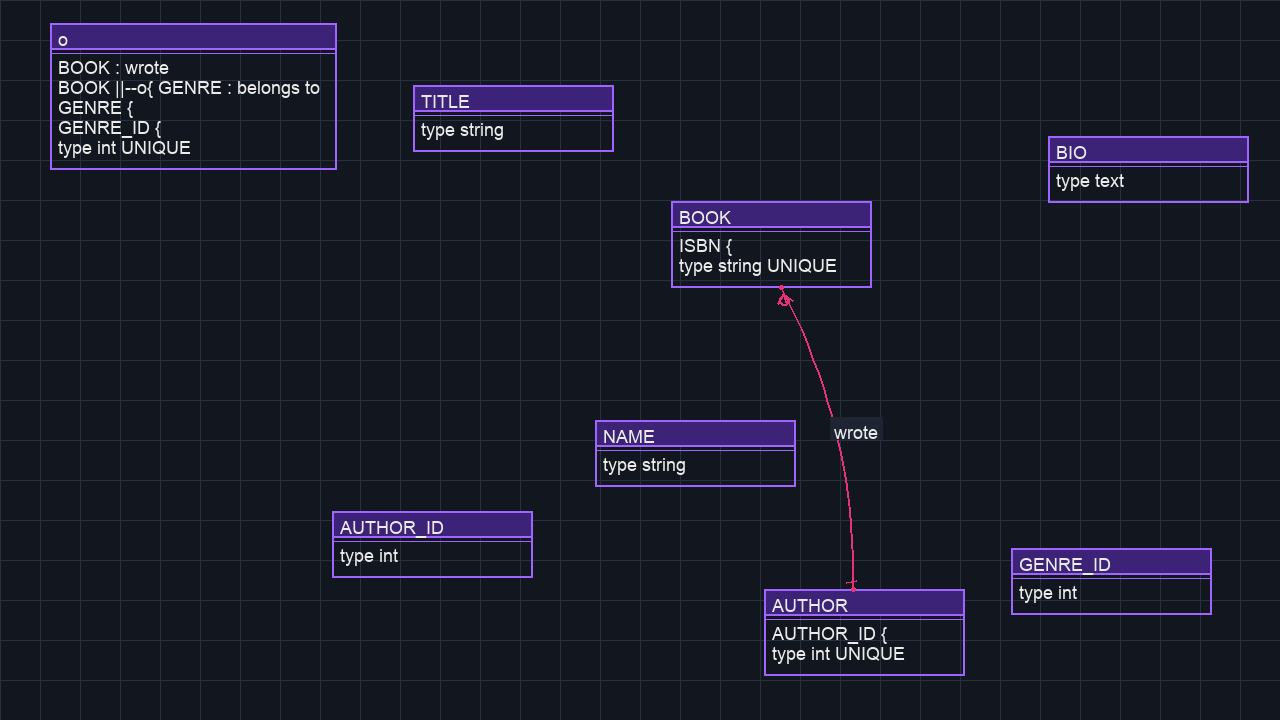 o
BOOK : wrote
BOOK ||--o{ GENRE : belongs to
GENRE {
GENRE_ID {
type int UNIQUE
TITLE
type string
BIO
type text
BOOK
ISBN {
type string UNIQUE
wrote
NAME
type string
AUTHOR_ID
type int
GENRE_ID
type int
AUTHOR
AUTHOR_ID {
type int UNIQUE